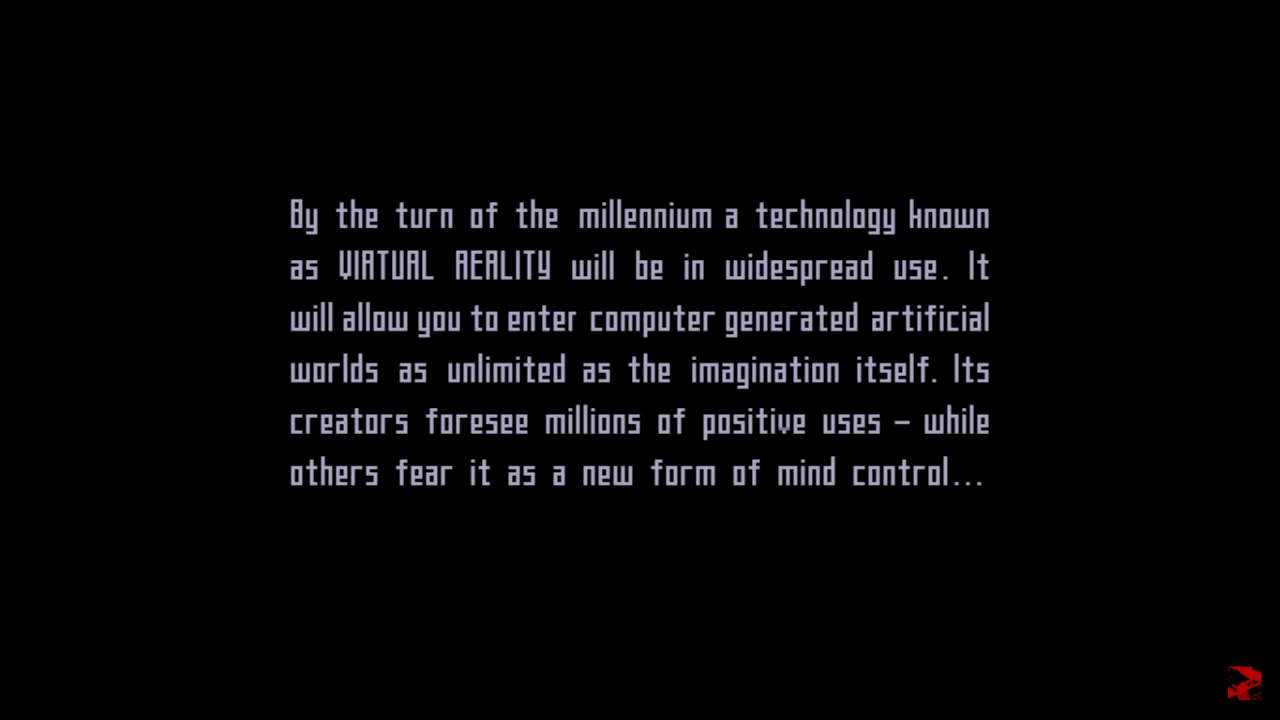 By the turn of the millennium a technology known
as VIRTUAL REALITY will be in widespread use. It
will allow you to enter computer generated artificial
worlds as unlimited as the imagination itself. Its
creators foresee millions of positive uses – while
others fear it as a new form of mind control...